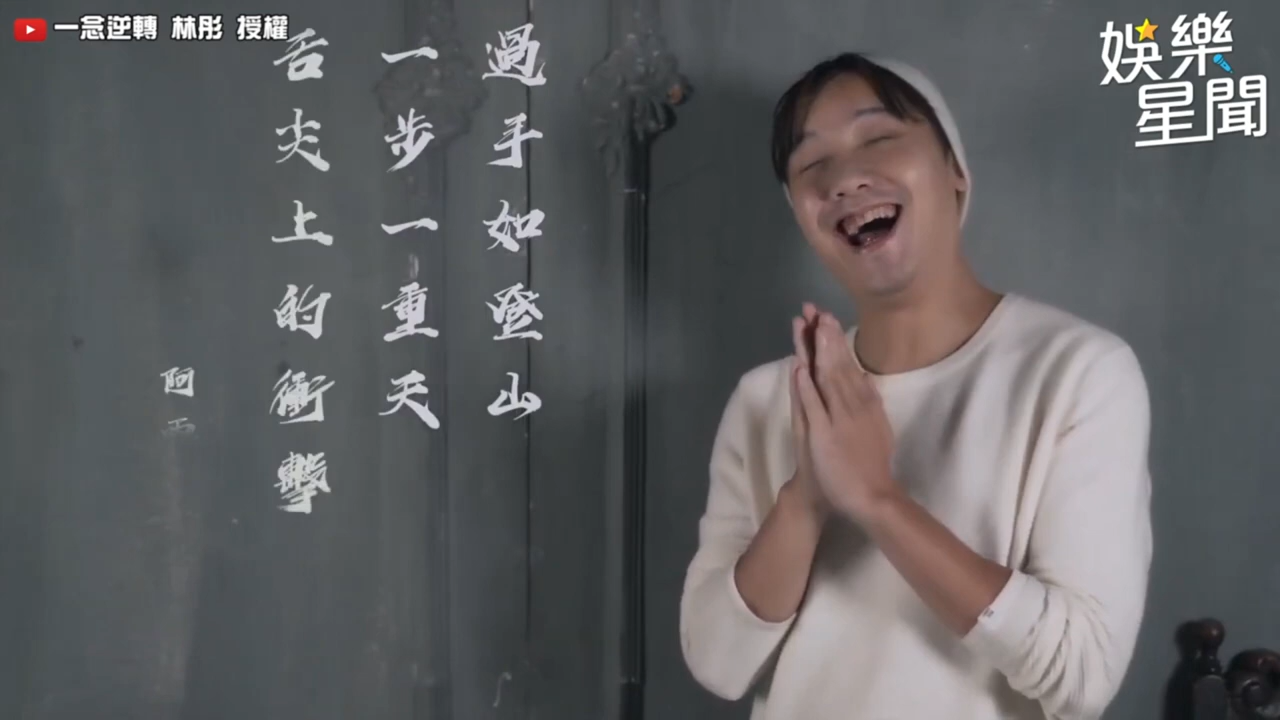 一念逆轉 林彤 授權
娛樂
星聞
過手如登山
一步一重天
舌尖上的衝擊
阿